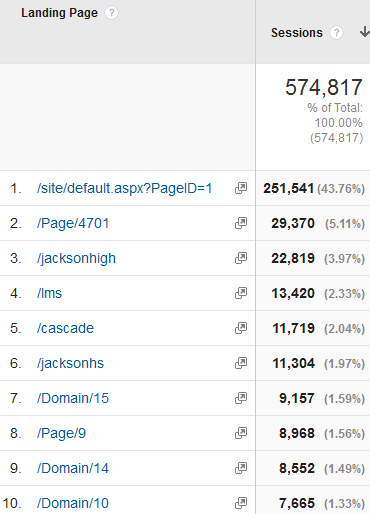 Landing Page ?
Sessions ?
574,817
% of Total:
100.00%
(574,817)
1. /site/default.aspx?PageID=1 251,541 (43.76%)
2. /Page/4701 29,370 (5.11%)
3. /jacksonhigh 22,819 (3.97%)
4. /lms 13,420 (2.33%)
5. /cascade 11,719 (2.04%)
6. /jacksonhs 11,304 (1.97%)
7. /Domain/15 9,157 (1.59%)
8. /Page/9 8,968 (1.56%)
9. /Domain/14 8,552 (1.49%)
10. /Domain/10 7,665 (1.33%)